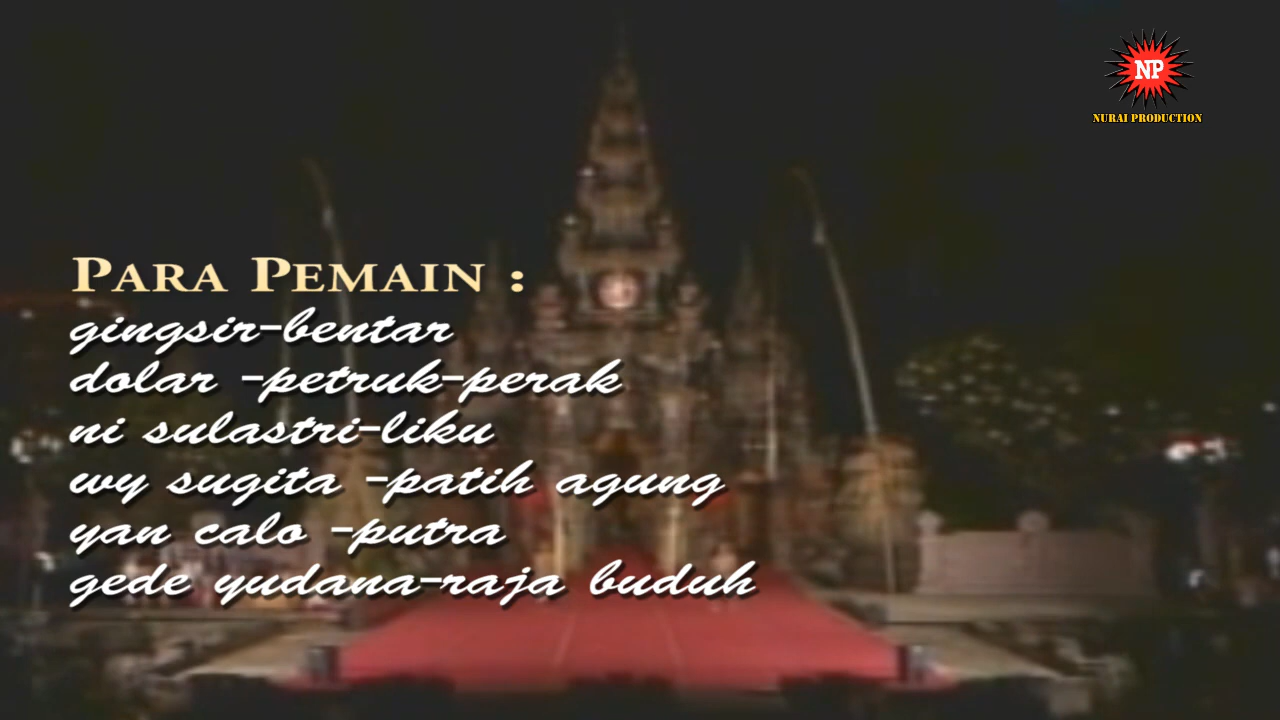 NP
NURAI PRODUCTION
PARA PEMAIN :
gingsir-bentar
dolar -petruk-perak
ni sulastri-liku
wy sugita -patih agung
yan calo -putra
gede yudana-raja buduh